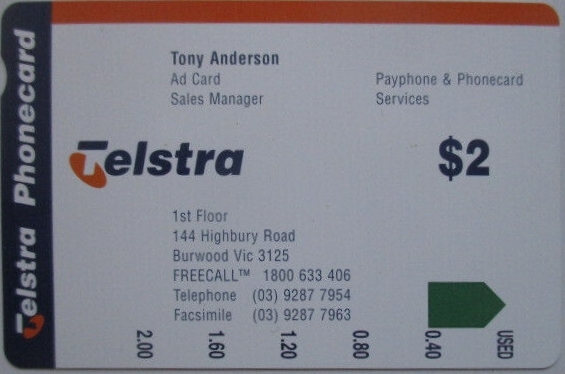 Telstra Phonecard
Tony Anderson
Ad Card
Sales Manager
Payphone & Phonecard
Services
Telstra
$2
1st Floor
144 Highbury Road
Burwood Vic 3125
FREECALL™ 1800 633 406
Telephone (03) 9287 7954
Facsimile (03) 9287 7963
2.00 1.60 1.20 0.80 0.40 USED